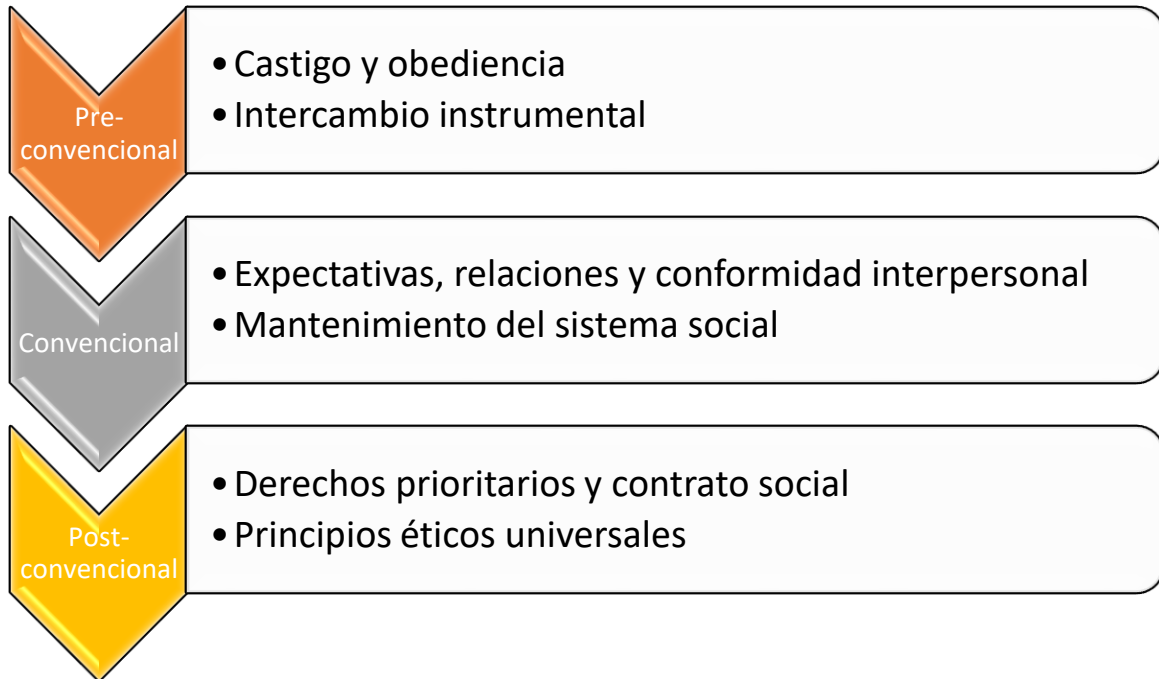 Pre-
convencional
• Castigo y obediencia
• Intercambio instrumental
Convencional
• Expectativas, relaciones y conformidad interpersonal
• Mantenimiento del sistema social
Post-
convencional
• Derechos prioritarios y contrato social
• Principios éticos universales